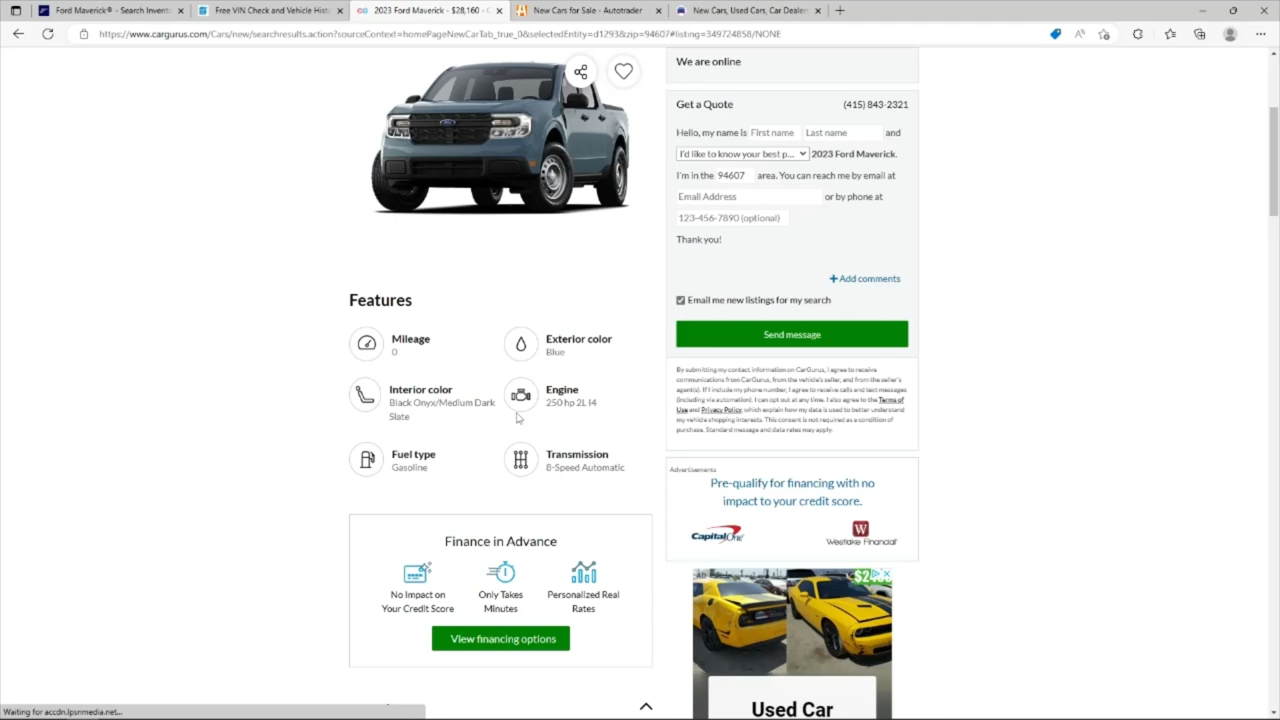 Ford Maverick® - Search Invent
Free VIN Check and Vehicle Hist
2023 Ford Maverick - $28,160 - C
New Cars for Sale - Autotrader
New Cars, Used Cars, Car Dealer
https://www.cargurus.com/Cars/new/searchresults.action?sourceContext=homePageNewCarTab_true_0&selectedEntity=d1293&zip=94607#listing=349724858/NONE
We are online
Get a Quote (415) 843-2321
Hello, my name is First name Last name and
I'd like to know your best p... 2023 Ford Maverick.
I'm in the 94607 area. You can reach me by email at
Email Address or by phone at
123-456-7890 (optional)
Thank you!
+ Add comments
Email me new listings for my search
Send message
By submitting my contact information on CarGurus, I agree to receive
communications from CarGurus, from the vehicle's seller, and from the seller's
agent(s). If I include my phone number, I agree to receive calls and text messages
(including via automation). I can opt out at any time. I also agree to the Terms of
Use and Privacy Policy, which explain how my data is used to better understand
my vehicle shopping interests. This consent is not required as a condition of
purchase. Standard message and data rates may apply.
Features
Mileage
0
Exterior color
Blue
Interior color
Black Onyx/Medium Dark
Slate
Engine
250 hp 2L I4
Fuel type
Gasoline
Transmission
8-Speed Automatic
Finance in Advance
No Impact on
Your Credit Score
Only Takes
Minutes
Personalized Real
Rates
View financing options
Advertisements
Pre-qualify for financing with no
impact to your credit score.
Capital One
W
Westlake Financial
AD
Used Car
Waiting for accdn.lpsnmedia.net...